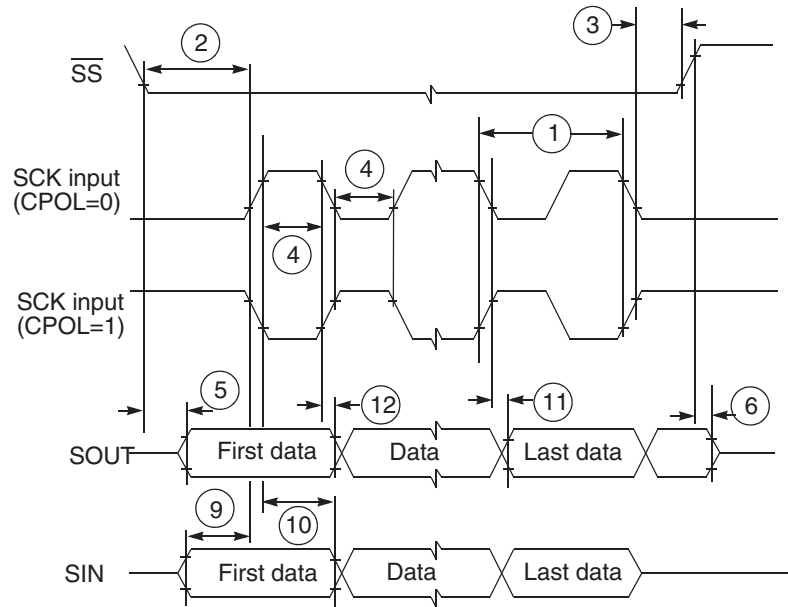 2
3
SS
1
SCK input
(CPOL=0)
4
4
SCK input
(CPOL=1)
5
12
11
6
SOUT
First data
Data
Last data
9
10
SIN
First data
Data
Last data